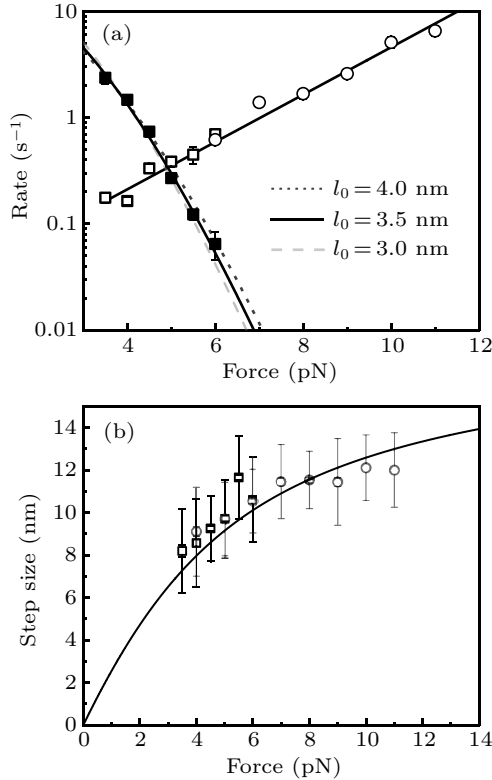 10
(a)
1
0.1
0.01
Rate (s⁻¹)
l₀ = 4.0 nm
l₀ = 3.5 nm
l₀ = 3.0 nm
4 6 8 10 12
Force (pN)
14
(b)
12
10
8
6
4
2
0
Step size (nm)
0 2 4 6 8 10 12 14
Force (pN)